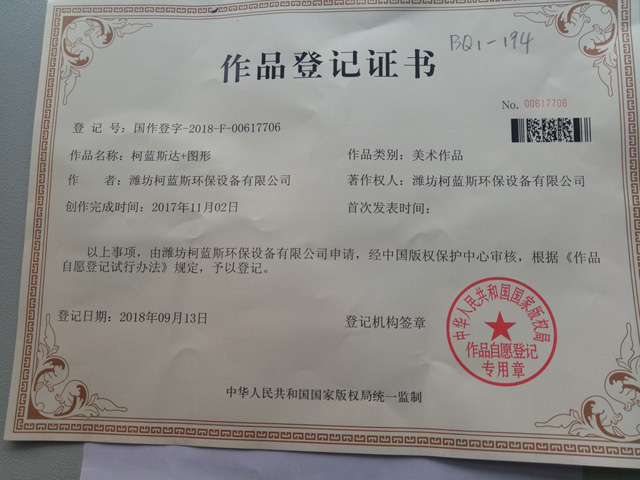 作品登记证书
BQ1-194
No. 00617706
登 记 号：国作登字-2018-F-00617706
作品名称：柯蓝斯达+图形
作品类别：美术作品
作 者：潍坊柯蓝斯环保设备有限公司
著作权人：潍坊柯蓝斯环保设备有限公司
创作完成时间：2017年11月02日
首次发表时间：
以上事项，由潍坊柯蓝斯环保设备有限公司申请，经中国版权保护中心审核，根据《作品
自愿登记试行办法》规定，予以登记。
登记日期：2018年09月13日
登记机构签章
中华人民共和国国家版权局
作品自愿登记
专用章
中华人民共和国国家版权局统一监制